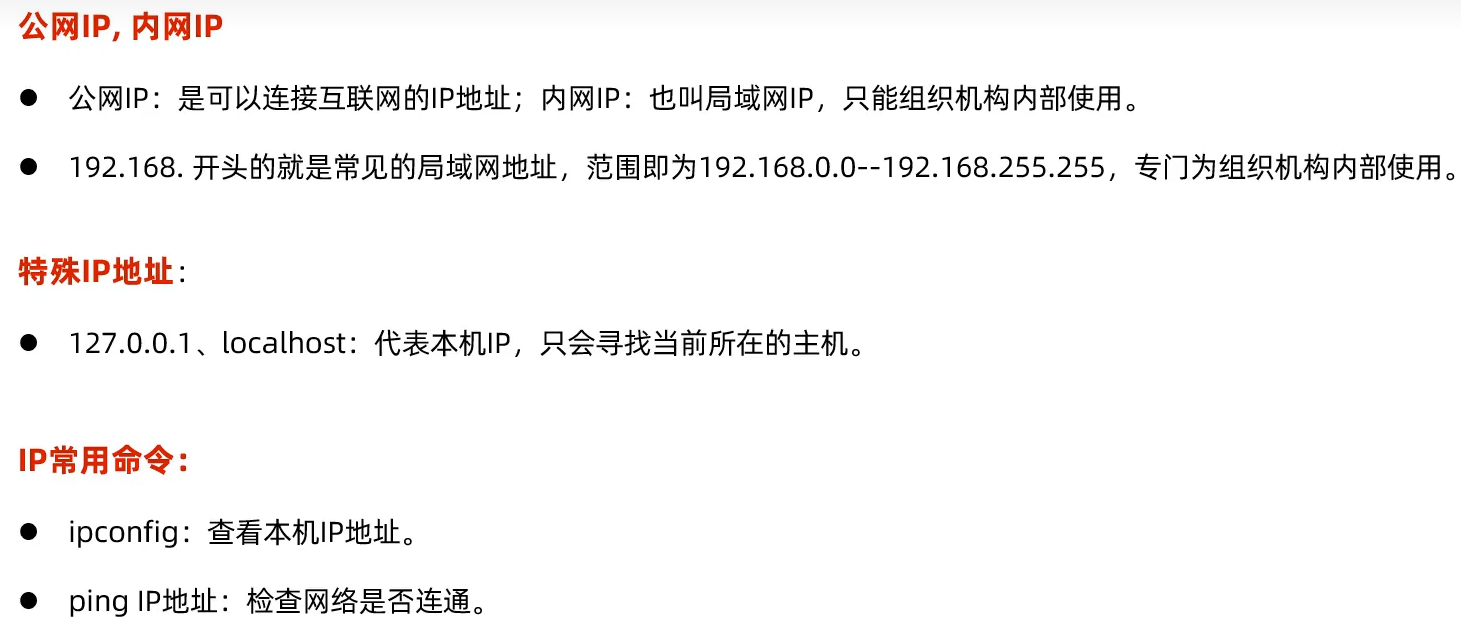 公网IP, 内网IP
● 公网IP：是可以连接互联网的IP地址；内网IP：也叫局域网IP，只能组织机构内部使用。
● 192.168. 开头的就是常见的局域网地址，范围即为192.168.0.0--192.168.255.255，专门为组织机构内部使用。
特殊IP地址：
● 127.0.0.1、localhost：代表本机IP，只会寻找当前所在的主机。
IP常用命令：
● ipconfig：查看本机IP地址。
● ping IP地址：检查网络是否连通。